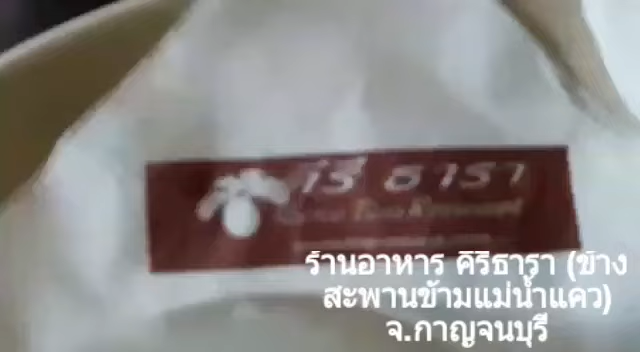 ธารา
ร้านอาหาร คิรีธารา (ข้าง
สะพานข้ามแม่น้ำแคว)
จ.กาญจนบุรี